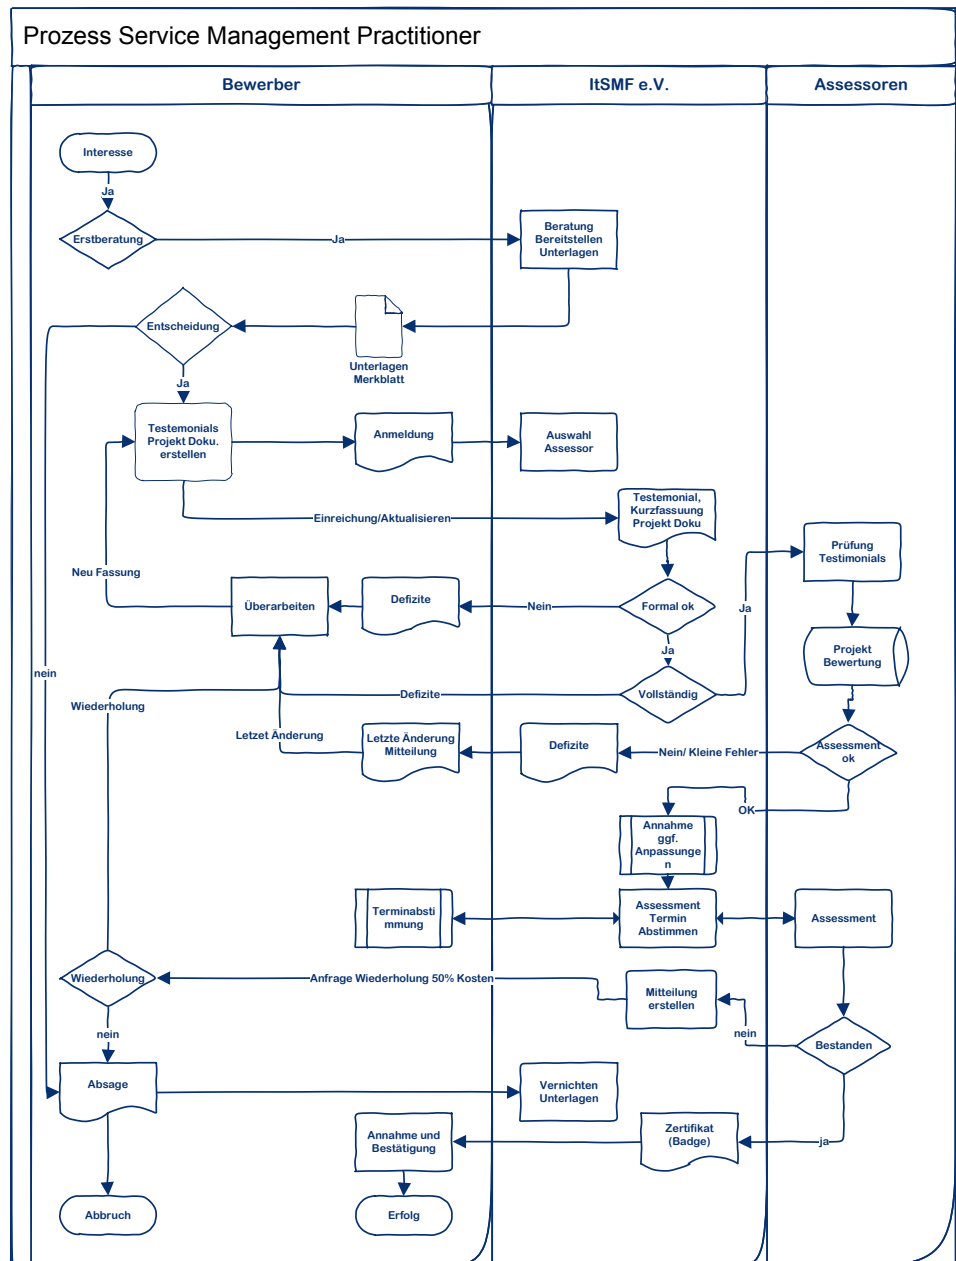 Prozess Service Management Practitioner
Bewerber
ItSMF e.V.
Assessoren
Interesse
Ja
Erstberatung
Ja
Beratung
Bereitstellen
Unterlagen
Entscheidung
Unterlagen
Merkblatt
Ja
Testemonials
Projekt Doku.
erstellen
Anmeldung
Auswahl
Assessor
Einreichung/Aktualisieren
Testemonial,
Kurzfassuung
Projekt Doku
Prüfung
Testimonials
Neu Fassung
Überarbeiten
Defizite
Nein
Formal ok
Ja
Ja
Projekt
Bewertung
nein
Wiederholung
Defizite
Vollständig
Letzet Änderung
Letzte Änderung
Mitteilung
Defizite
Nein/ Kleine Fehler
Assessment
ok
OK
Annahme
ggf.
Anpassunge
n
Terminabsti
mmung
Assessment
Termin
Abstimmen
Assessment
Wiederholung
Anfrage Wiederholung 50% Kosten
Mitteilung
erstellen
nein
nein
Bestanden
Absage
Vernichten
Unterlagen
Annahme und
Bestätigung
Zertifikat
(Badge)
ja
Abbruch
Erfolg